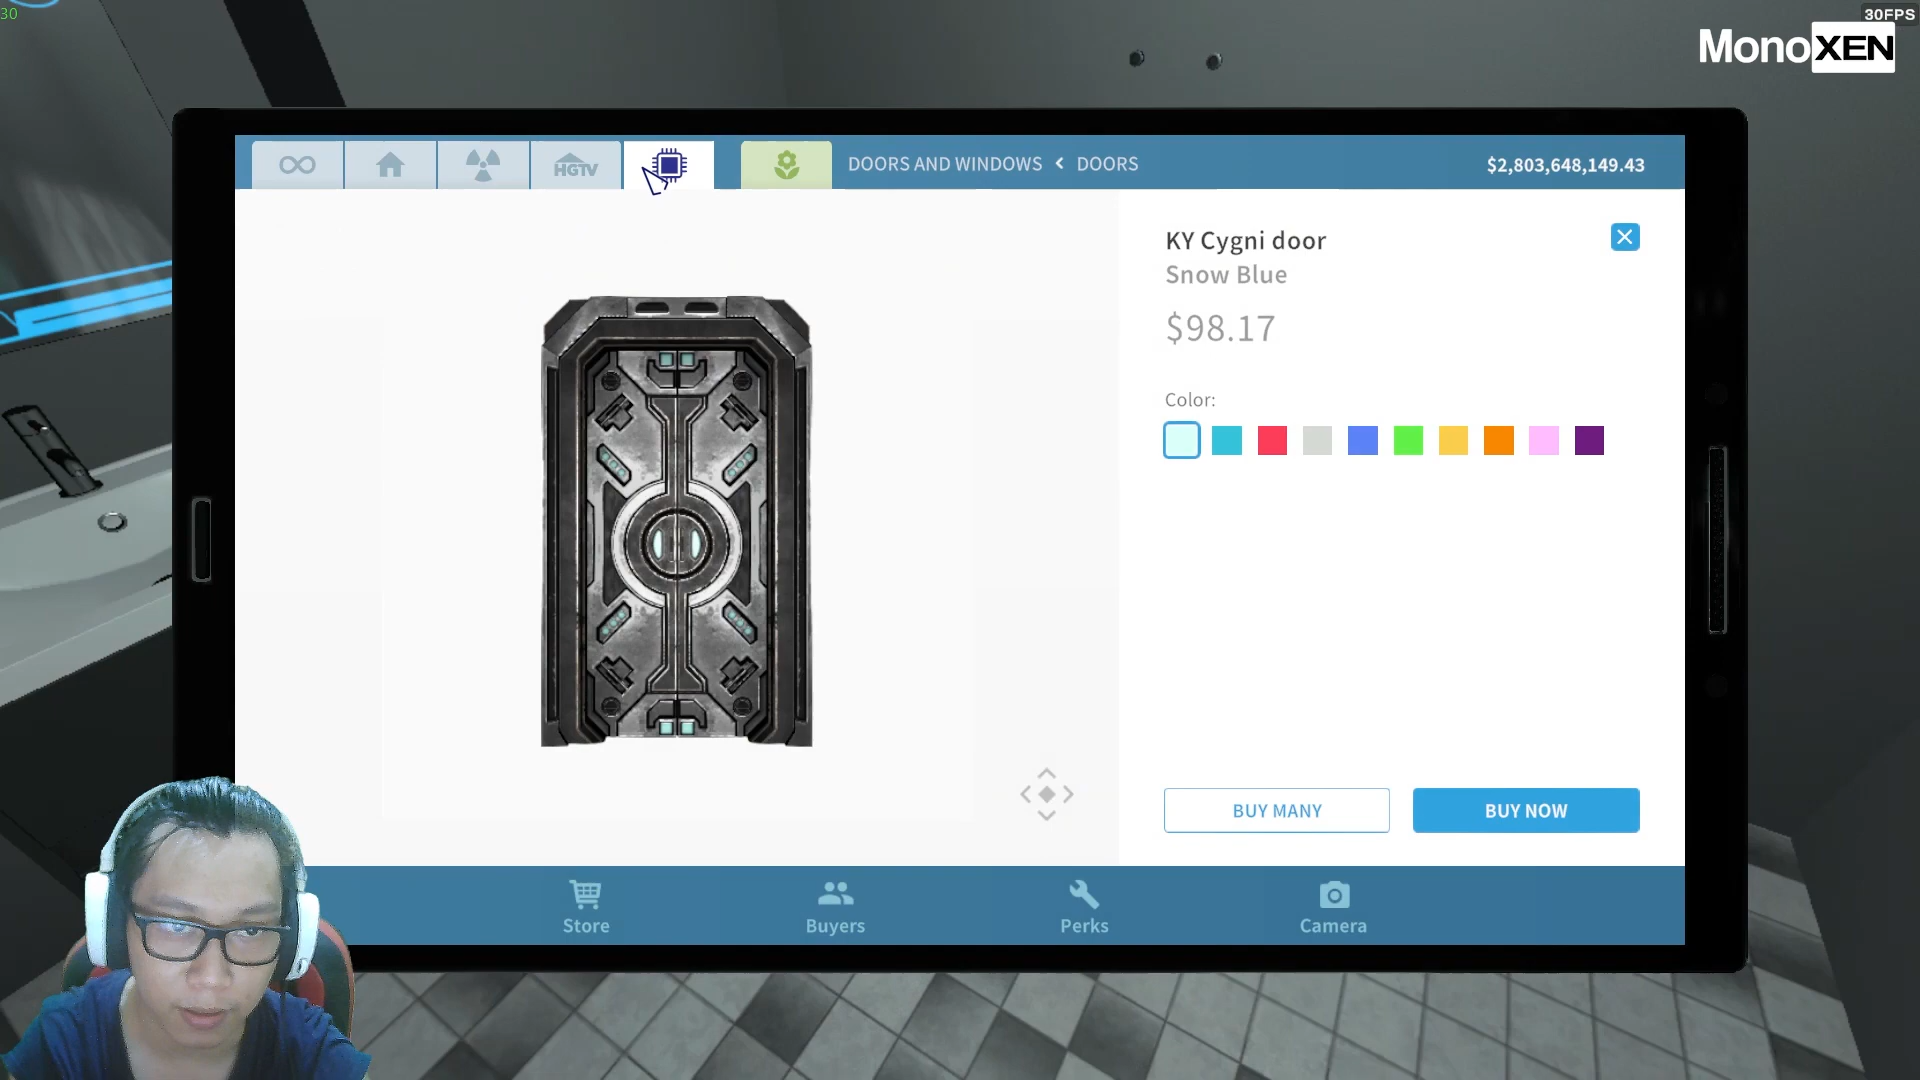 30
30FPS
MonoXEN
HGTV
DOORS AND WINDOWS < DOORS
$2,803,648,149.43
KY Cygni door
Snow Blue
$98.17
Color:
BUY MANY
BUY NOW
Store
Buyers
Perks
Camera